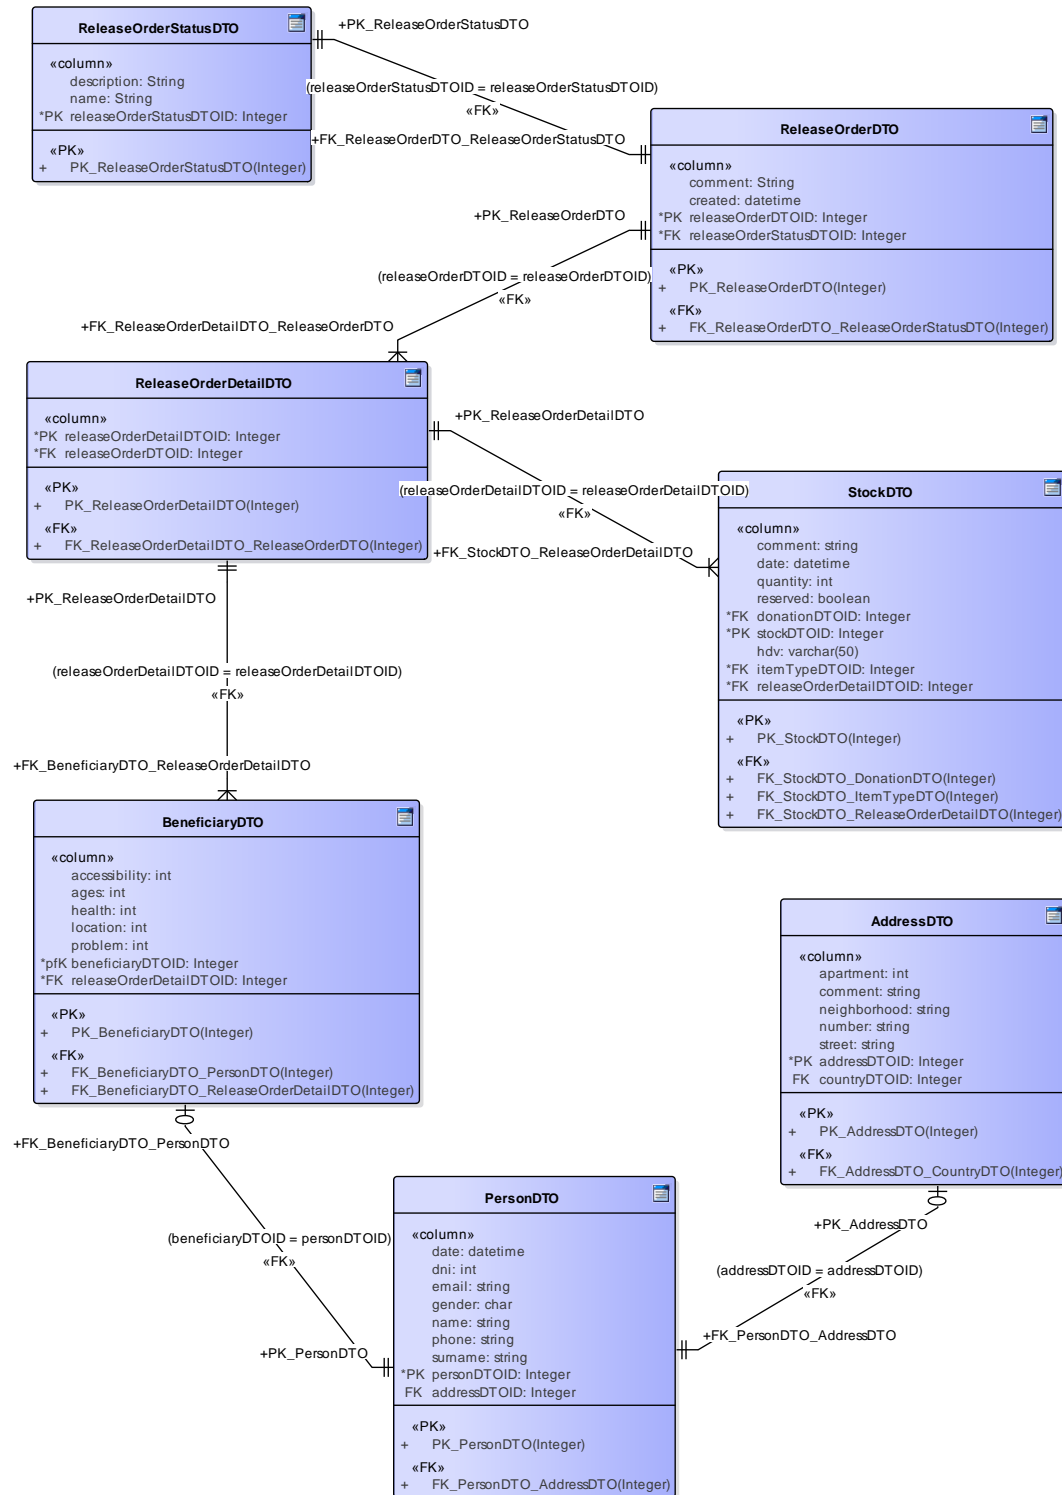 ReleaseOrderStatusDTO
«column»
description: String
name: String
*PK releaseOrderStatusDTOID: Integer
«PK»
+ PK_ReleaseOrderStatusDTO(Integer)
+PK_ReleaseOrderStatusDTO
(releaseOrderStatusDTOID = releaseOrderStatusDTOID)
«FK»
+FK_ReleaseOrderDTO_ReleaseOrderStatusDTO
ReleaseOrderDTO
«column»
comment: String
created: datetime
*PK releaseOrderDTOID: Integer
*FK releaseOrderStatusDTOID: Integer
«PK»
+ PK_ReleaseOrderDTO(Integer)
«FK»
+ FK_ReleaseOrderDTO_ReleaseOrderStatusDTO(Integer)
+PK_ReleaseOrderDTO
(releaseOrderDTOID = releaseOrderDTOID)
«FK»
+FK_ReleaseOrderDetailDTO_ReleaseOrderDTO
ReleaseOrderDetailDTO
«column»
*PK releaseOrderDetailDTOID: Integer
*FK releaseOrderDTOID: Integer
«PK»
+ PK_ReleaseOrderDetailDTO(Integer)
«FK»
+ FK_ReleaseOrderDetailDTO_ReleaseOrderDTO(Integer)
+PK_ReleaseOrderDetailDTO
(releaseOrderDetailDTOID = releaseOrderDetailDTOID)
«FK»
+FK_StockDTO_ReleaseOrderDetailDTO
StockDTO
«column»
comment: string
date: datetime
quantity: int
reserved: boolean
*FK donationDTOID: Integer
*PK stockDTOID: Integer
hdv: varchar(50)
*FK itemTypeDTOID: Integer
*FK releaseOrderDetailDTOID: Integer
«PK»
+ PK_StockDTO(Integer)
«FK»
+ FK_StockDTO_DonationDTO(Integer)
+ FK_StockDTO_ItemTypeDTO(Integer)
+ FK_StockDTO_ReleaseOrderDetailDTO(Integer)
+PK_ReleaseOrderDetailDTO
(releaseOrderDetailDTOID = releaseOrderDetailDTOID)
«FK»
+FK_BeneficiaryDTO_ReleaseOrderDetailDTO
BeneficiaryDTO
«column»
accessibility: int
ages: int
health: int
location: int
problem: int
*pfK beneficiaryDTOID: Integer
*FK releaseOrderDetailDTOID: Integer
«PK»
+ PK_BeneficiaryDTO(Integer)
«FK»
+ FK_BeneficiaryDTO_PersonDTO(Integer)
+ FK_BeneficiaryDTO_ReleaseOrderDetailDTO(Integer)
AddressDTO
«column»
apartment: int
comment: string
neighborhood: string
number: string
street: string
*PK addressDTOID: Integer
FK countryDTOID: Integer
«PK»
+ PK_AddressDTO(Integer)
«FK»
+ FK_AddressDTO_CountryDTO(Integer)
+FK_BeneficiaryDTO_PersonDTO
(beneficiaryDTOID = personDTOID)
«FK»
+PK_PersonDTO
PersonDTO
«column»
date: datetime
dni: int
email: string
gender: char
name: string
phone: string
surname: string
*PK personDTOID: Integer
FK addressDTOID: Integer
«PK»
+ PK_PersonDTO(Integer)
«FK»
+ FK_PersonDTO_AddressDTO(Integer)
+PK_AddressDTO
(addressDTOID = addressDTOID)
«FK»
+FK_PersonDTO_AddressDTO